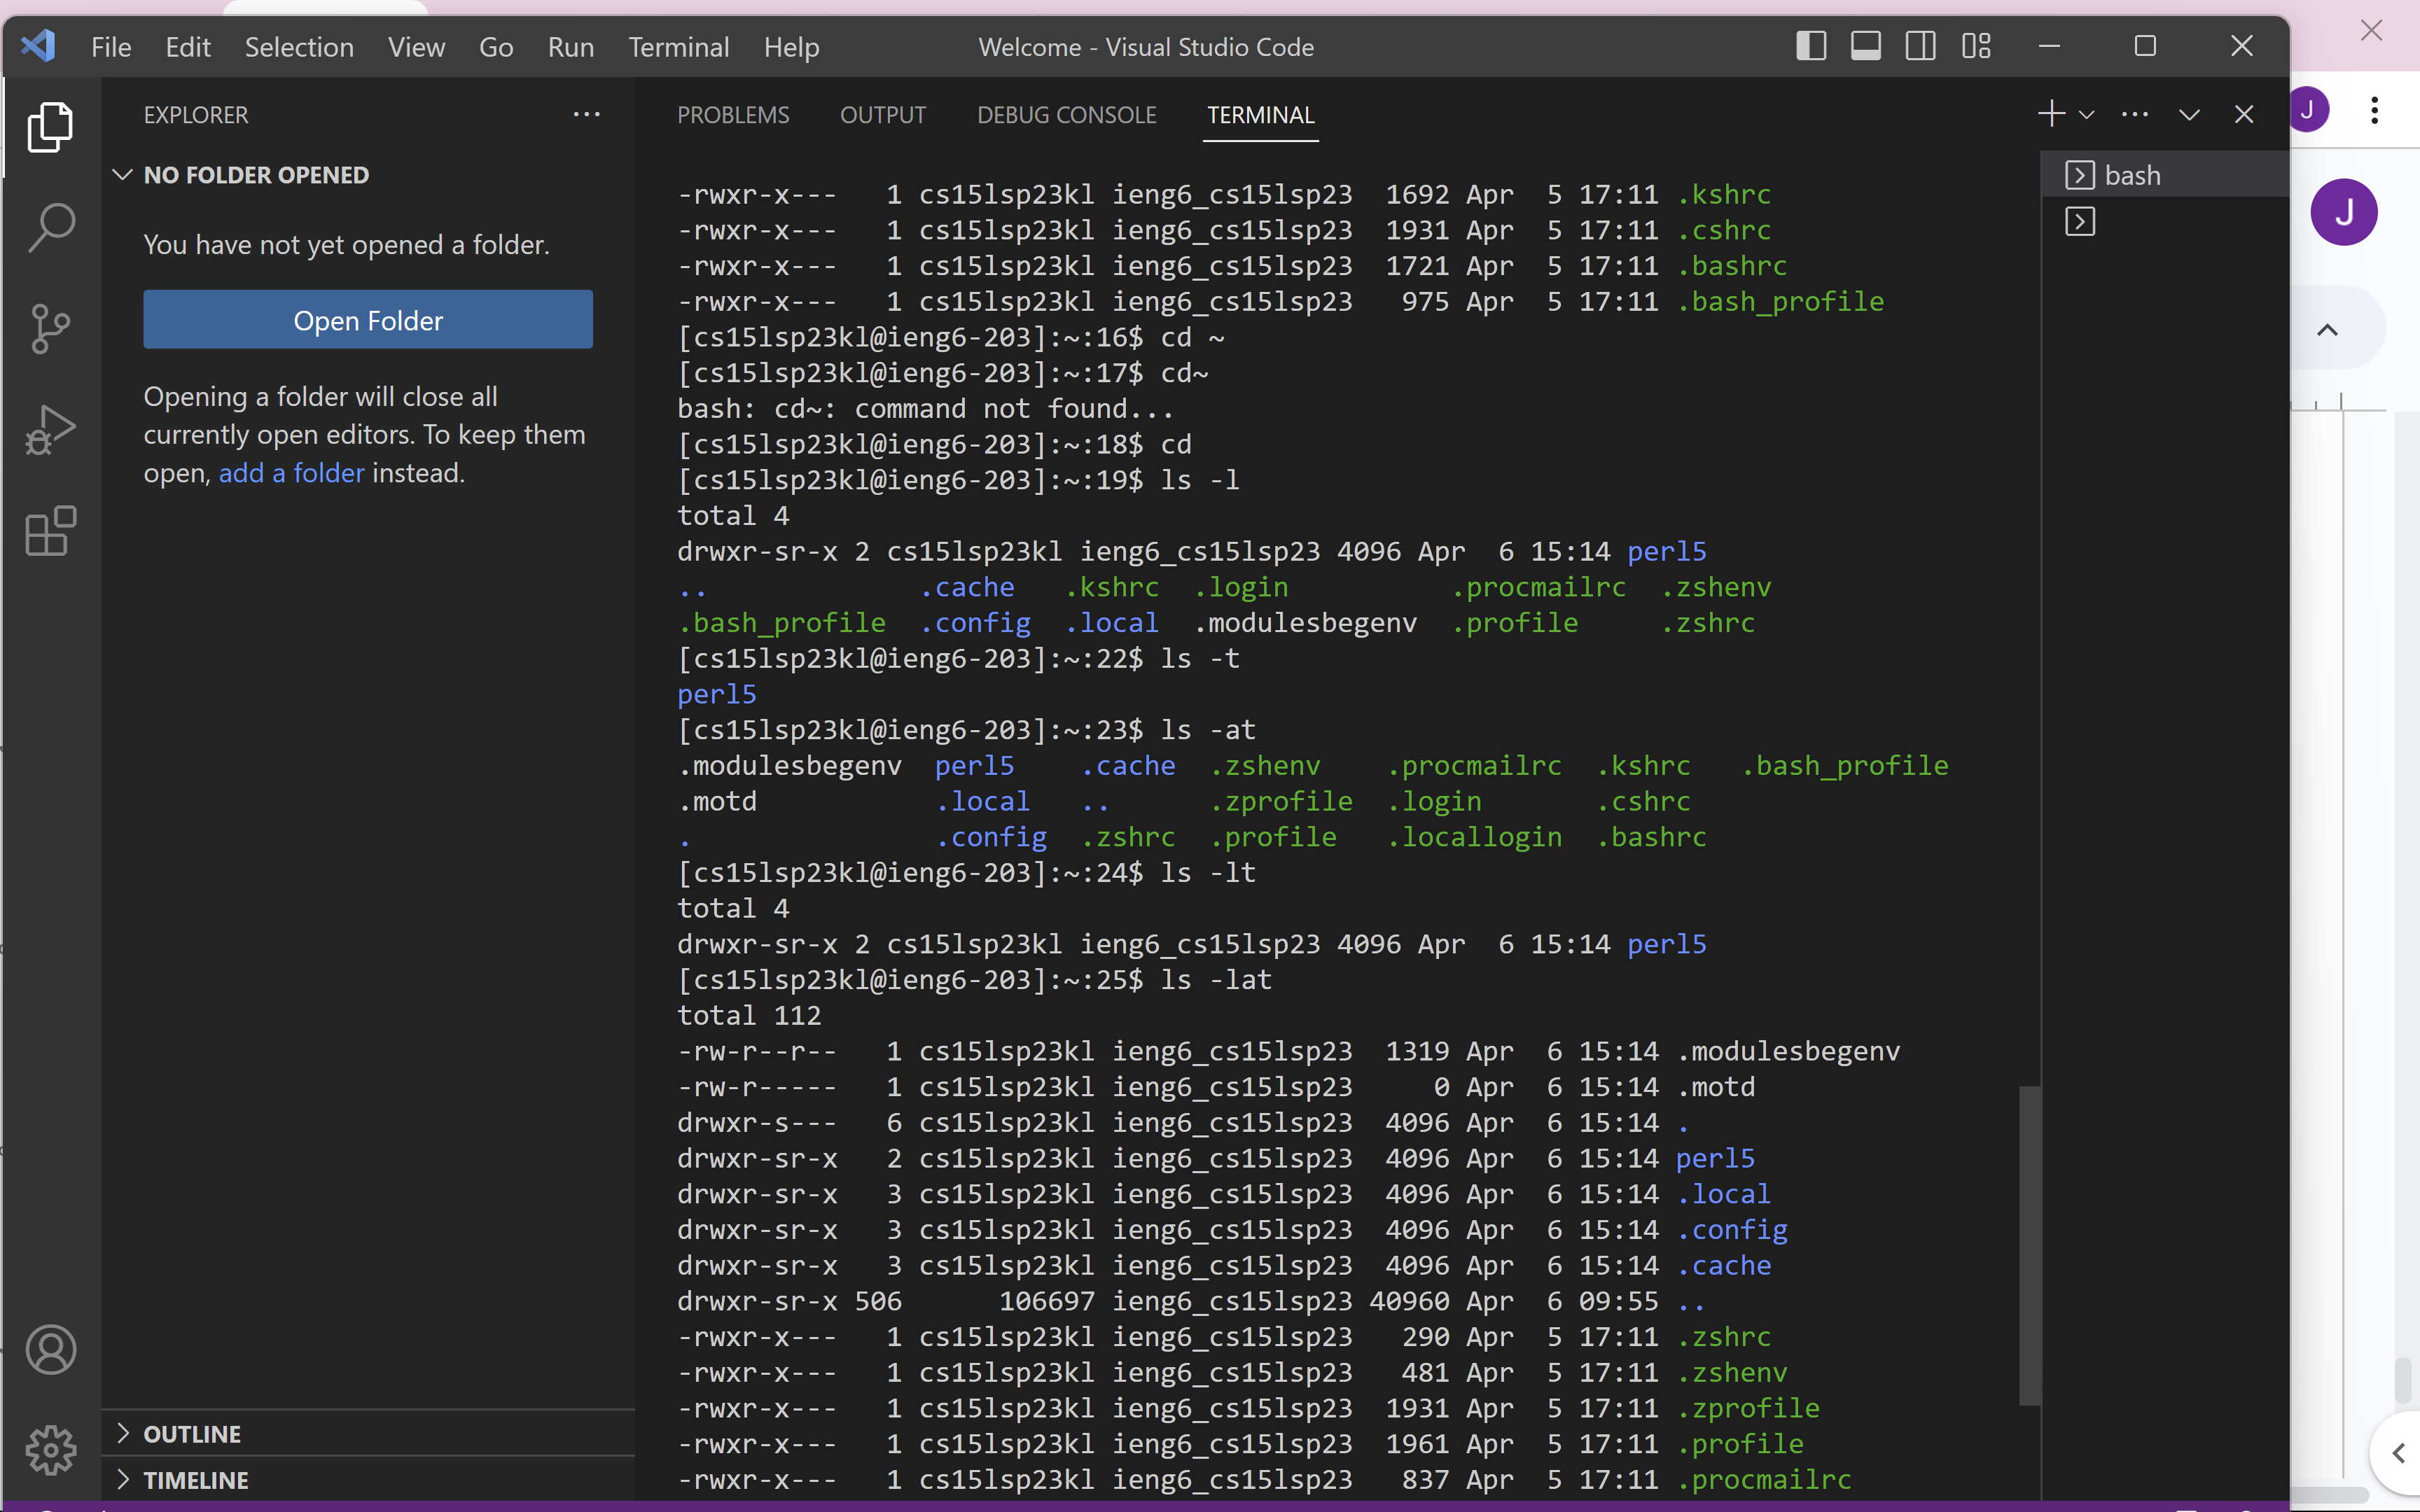 File Edit Selection View Go Run Terminal Help Welcome - Visual Studio Code
EXPLORER
NO FOLDER OPENED
You have not yet opened a folder.
Open Folder
Opening a folder will close all
currently open editors. To keep them
open, add a folder instead.
OUTLINE
TIMELINE
PROBLEMS OUTPUT DEBUG CONSOLE TERMINAL
-rwxr-x---   1 cs15lsp23kl ieng6_cs15lsp23  1692 Apr  5 17:11 .kshrc
-rwxr-x---   1 cs15lsp23kl ieng6_cs15lsp23  1931 Apr  5 17:11 .cshrc
-rwxr-x---   1 cs15lsp23kl ieng6_cs15lsp23  1721 Apr  5 17:11 .bashrc
-rwxr-x---   1 cs15lsp23kl ieng6_cs15lsp23   975 Apr  5 17:11 .bash_profile
[cs15lsp23kl@ieng6-203]:~:16$ cd ~
[cs15lsp23kl@ieng6-203]:~:17$ cd~
bash: cd~: command not found...
[cs15lsp23kl@ieng6-203]:~:18$ cd
[cs15lsp23kl@ieng6-203]:~:19$ ls -l
total 4
drwxr-sr-x 2 cs15lsp23kl ieng6_cs15lsp23 4096 Apr  6 15:14 perl5
..             .cache   .kshrc  .login          .procmailrc  .zshenv
.bash_profile  .config  .local  .modulesbegenv  .profile     .zshrc
[cs15lsp23kl@ieng6-203]:~:22$ ls -t
perl5
[cs15lsp23kl@ieng6-203]:~:23$ ls -at
.modulesbegenv  perl5    .cache  .zshenv    .procmailrc  .kshrc   .bash_profile
.motd           .local   ..      .zprofile  .login       .cshrc
.               .config  .zshrc  .profile   .locallogin  .bashrc
[cs15lsp23kl@ieng6-203]:~:24$ ls -lt
total 4
drwxr-sr-x 2 cs15lsp23kl ieng6_cs15lsp23 4096 Apr  6 15:14 perl5
[cs15lsp23kl@ieng6-203]:~:25$ ls -lat
total 112
-rw-r--r--   1 cs15lsp23kl ieng6_cs15lsp23  1319 Apr  6 15:14 .modulesbegenv
-rw-r-----   1 cs15lsp23kl ieng6_cs15lsp23     0 Apr  6 15:14 .motd
drwxr-s---   6 cs15lsp23kl ieng6_cs15lsp23  4096 Apr  6 15:14 .
drwxr-sr-x   2 cs15lsp23kl ieng6_cs15lsp23  4096 Apr  6 15:14 perl5
drwxr-sr-x   3 cs15lsp23kl ieng6_cs15lsp23  4096 Apr  6 15:14 .local
drwxr-sr-x   3 cs15lsp23kl ieng6_cs15lsp23  4096 Apr  6 15:14 .config
drwxr-sr-x   3 cs15lsp23kl ieng6_cs15lsp23  4096 Apr  6 15:14 .cache
drwxr-sr-x 506      106697 ieng6_cs15lsp23 40960 Apr  6 09:55 ..
-rwxr-x---   1 cs15lsp23kl ieng6_cs15lsp23   290 Apr  5 17:11 .zshrc
-rwxr-x---   1 cs15lsp23kl ieng6_cs15lsp23   481 Apr  5 17:11 .zshenv
-rwxr-x---   1 cs15lsp23kl ieng6_cs15lsp23  1931 Apr  5 17:11 .zprofile
-rwxr-x---   1 cs15lsp23kl ieng6_cs15lsp23  1961 Apr  5 17:11 .profile
-rwxr-x---   1 cs15lsp23kl ieng6_cs15lsp23   837 Apr  5 17:11 .procmailrc
bash
J
J